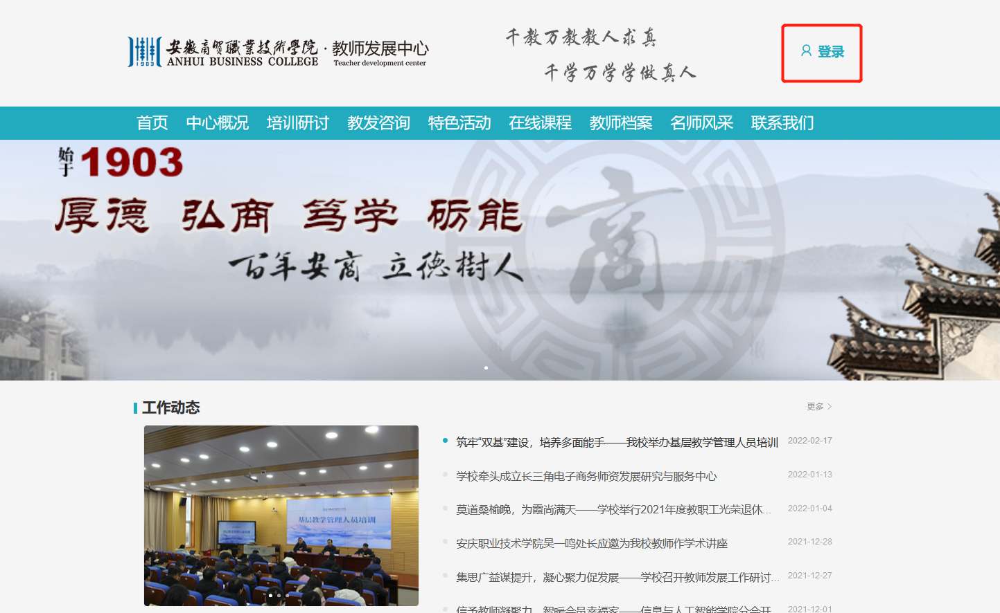 安徽商贸職業技術學院·教师发展中心
ANHUI BUSINESS COLLEGE Teacher development center
1903
千教万教教人求真
千学万学学做真人
登录
首页 中心概况 培训研讨 教发咨询 特色活动 在线课程 教师档案 名师风采 联系我们
始于1903
厚德 弘商 笃学 砺能
百年安商 立德樹人
商
工作动态
更多 >
基层教学管理人员培训
筑牢“双基”建设，培养多面能手——我校举办基层教学管理人员培训 2022-02-17
学校牵头成立长三角电子商务师资发展研究与服务中心 2022-01-13
莫道桑榆晚，为霞尚满天——学校举行2021年度教职工光荣退休... 2022-01-04
安庆职业技术学院吴一鸣处长应邀为我校教师作学术讲座 2021-12-28
集思广益谋提升，凝心聚力促发展——学校召开教师发展工作研讨... 2021-12-27
信予教师凝聚力，智暖会员幸福家——信息与人工智能学院分会开 2021-12-01